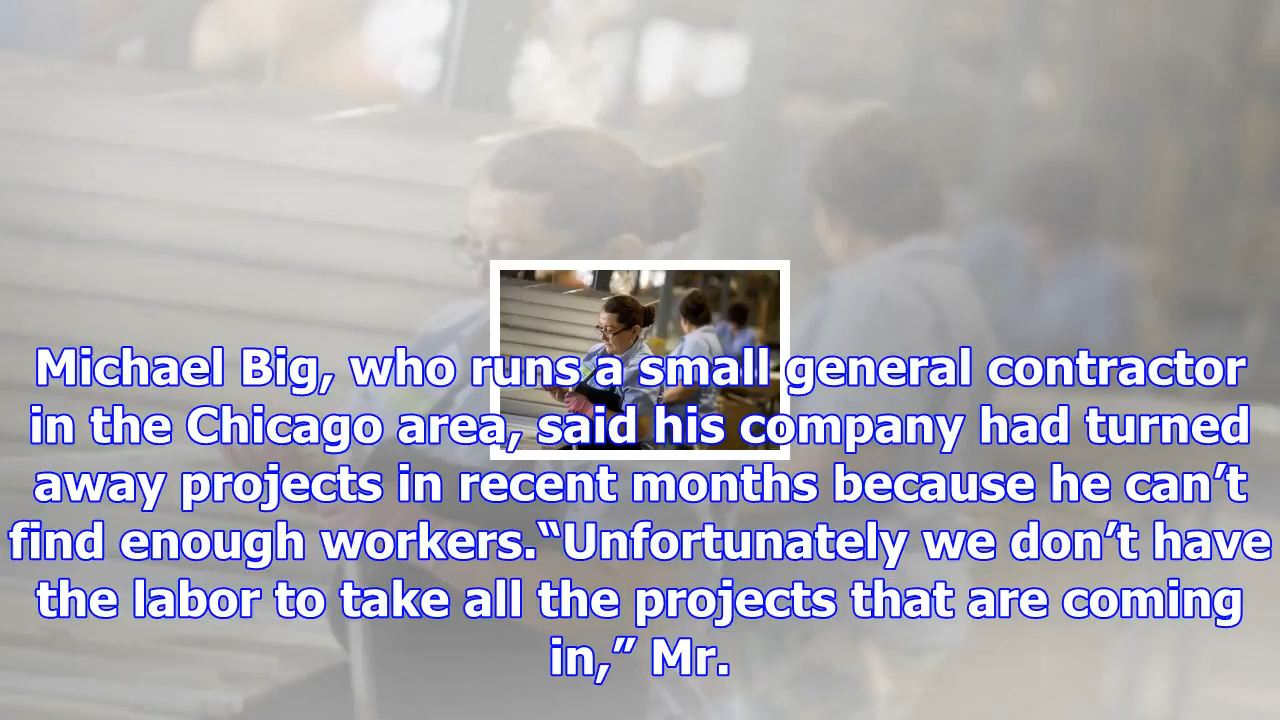 Michael Big, who runs a small general contractor
in the Chicago area, said his company had turned
away projects in recent months because he can’t
find enough workers.“Unfortunately we don’t have
the labor to take all the projects that are coming
in,” Mr.